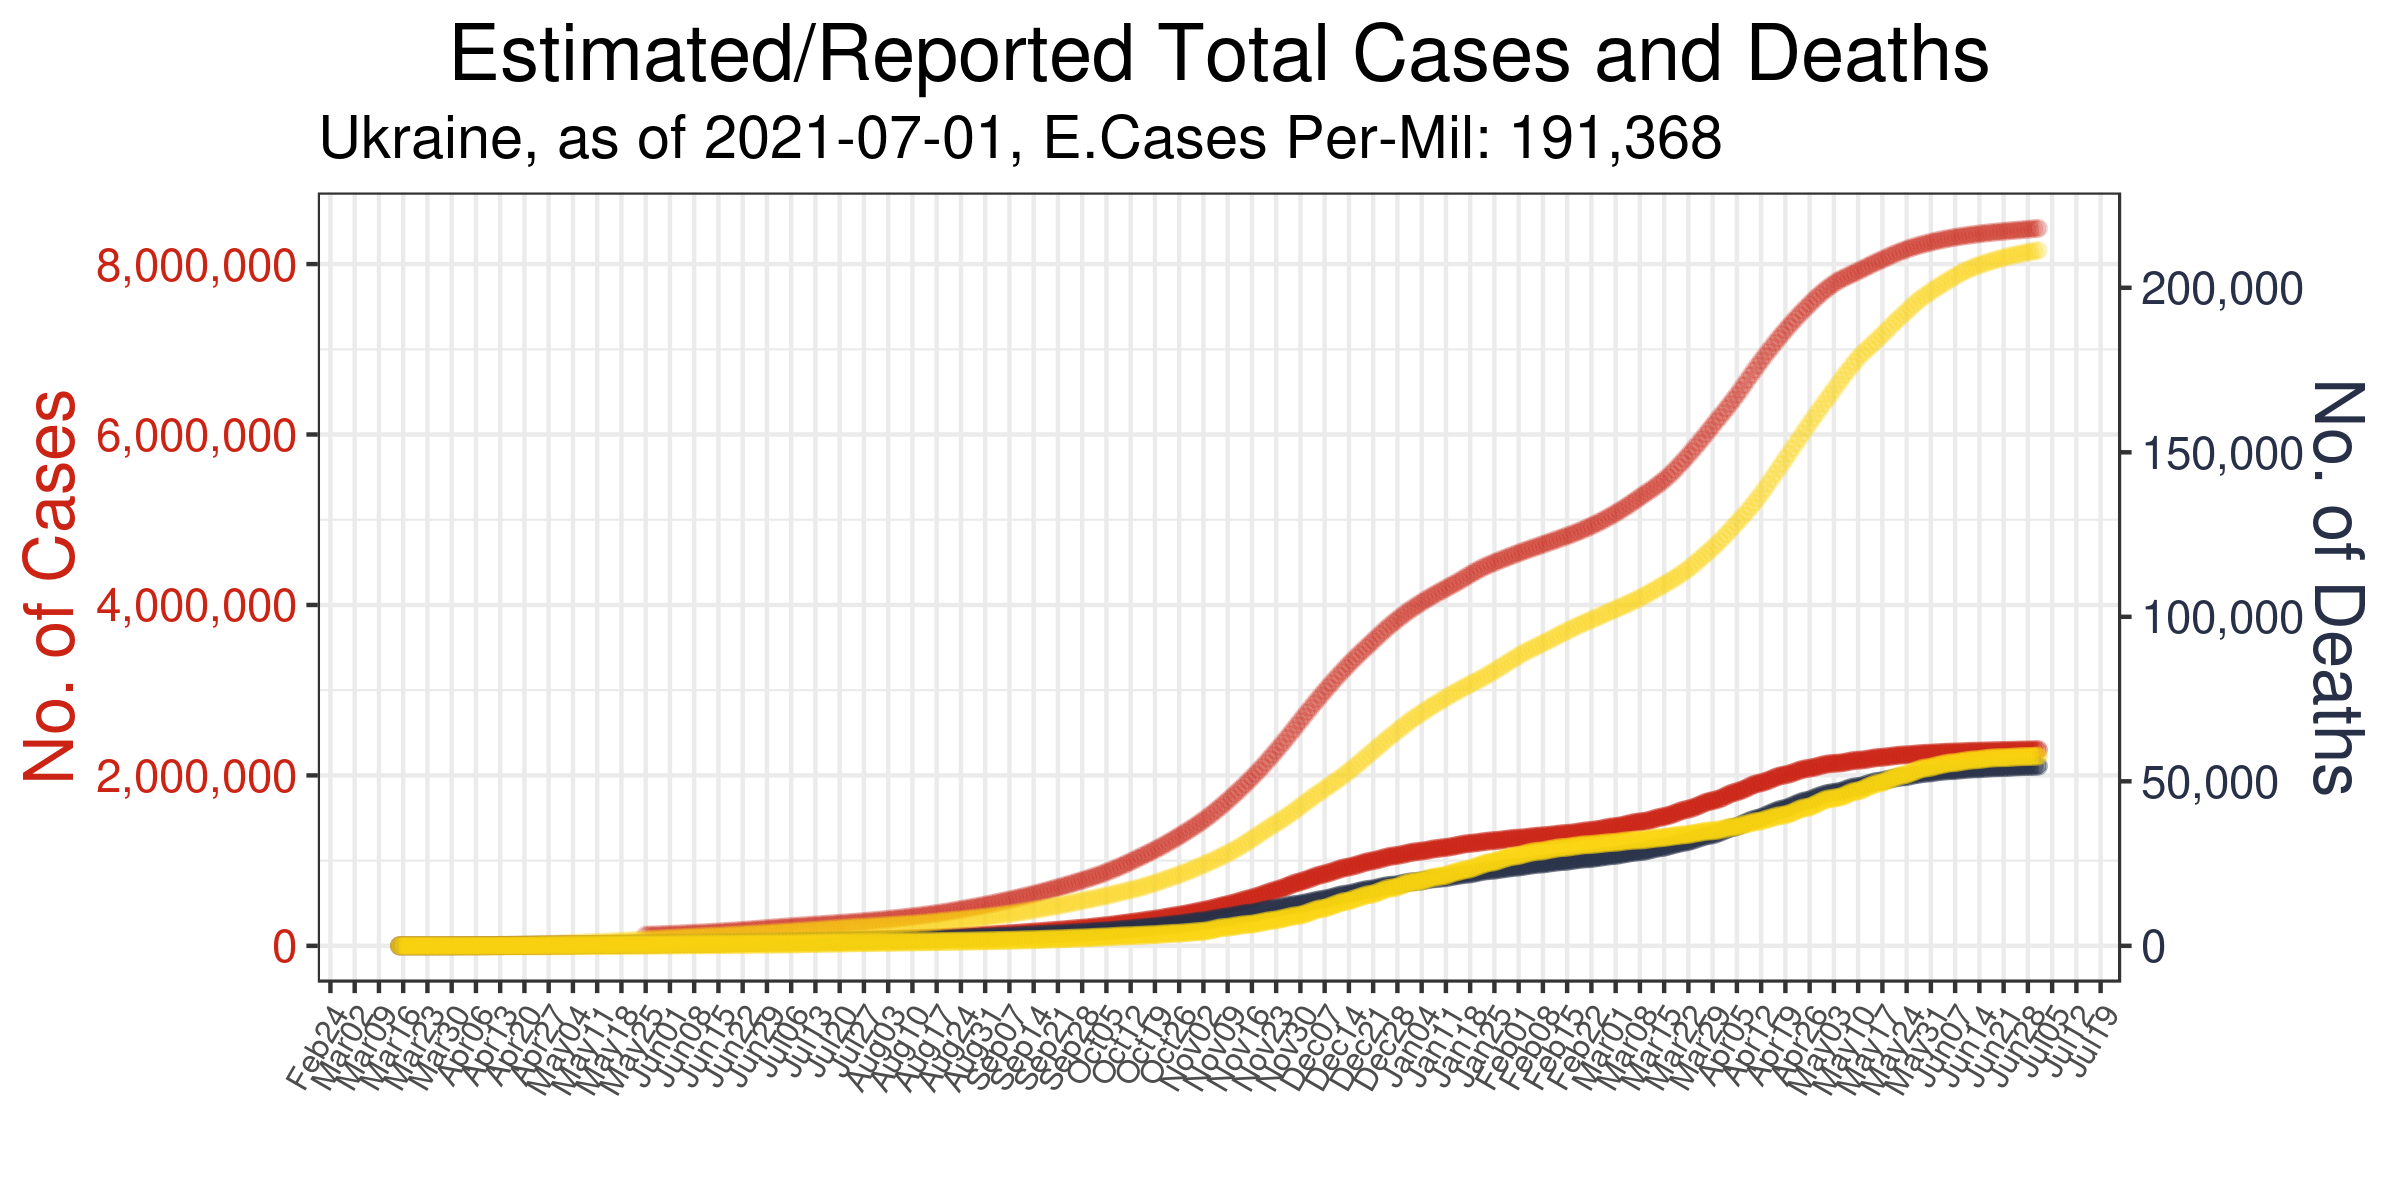 Estimated/Reported Total Cases and Deaths
Ukraine, as of 2021-07-01, E.Cases Per-Mil: 191,368
No. of Cases
8,000,000
6,000,000
4,000,000
2,000,000
0
200,000
150,000
100,000
50,000
0
No. of Deaths
Feb24
Mar02
Mar09
Mar16
Mar23
Mar30
Apr06
Apr13
Apr20
Apr27
May04
May11
May18
May25
Jun01
Jun08
Jun15
Jun22
Jun29
Jul06
Jul13
Jul20
Jul27
Aug03
Aug10
Aug17
Aug24
Aug31
Sep07
Sep14
Sep21
Sep28
Oct05
Oct12
Oct19
Oct26
Nov02
Nov09
Nov16
Nov23
Nov30
Dec07
Dec14
Dec21
Dec28
Jan04
Jan11
Jan18
Jan25
Feb01
Feb08
Feb15
Feb22
Mar01
Mar08
Mar15
Mar22
Mar29
Apr05
Apr12
Apr19
Apr26
May03
May10
May17
May24
May31
Jun07
Jun14
Jun21
Jun28
Jul05
Jul12
Jul19